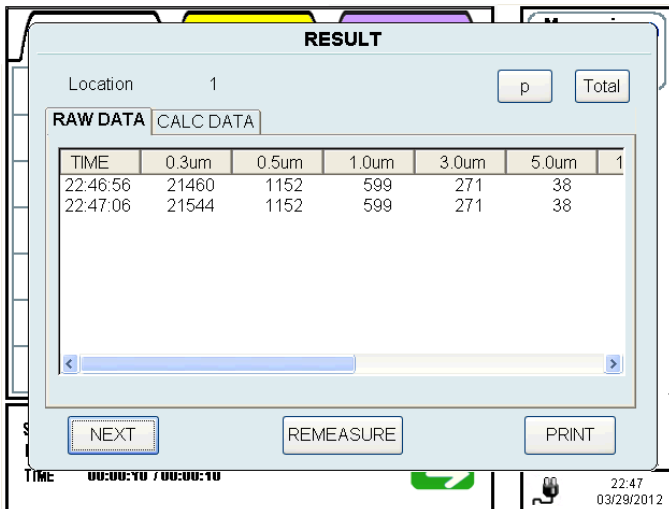 RESULT
Location 1 p Total
RAW DATA CALC DATA
TIME 0.3um 0.5um 1.0um 3.0um 5.0um 1
22:46:56 21460 1152 599 271 38
22:47:06 21544 1152 599 271 38
NEXT REMEASURE PRINT
TIME 00:00:10 / 00:00:10
22:47
03/29/2012